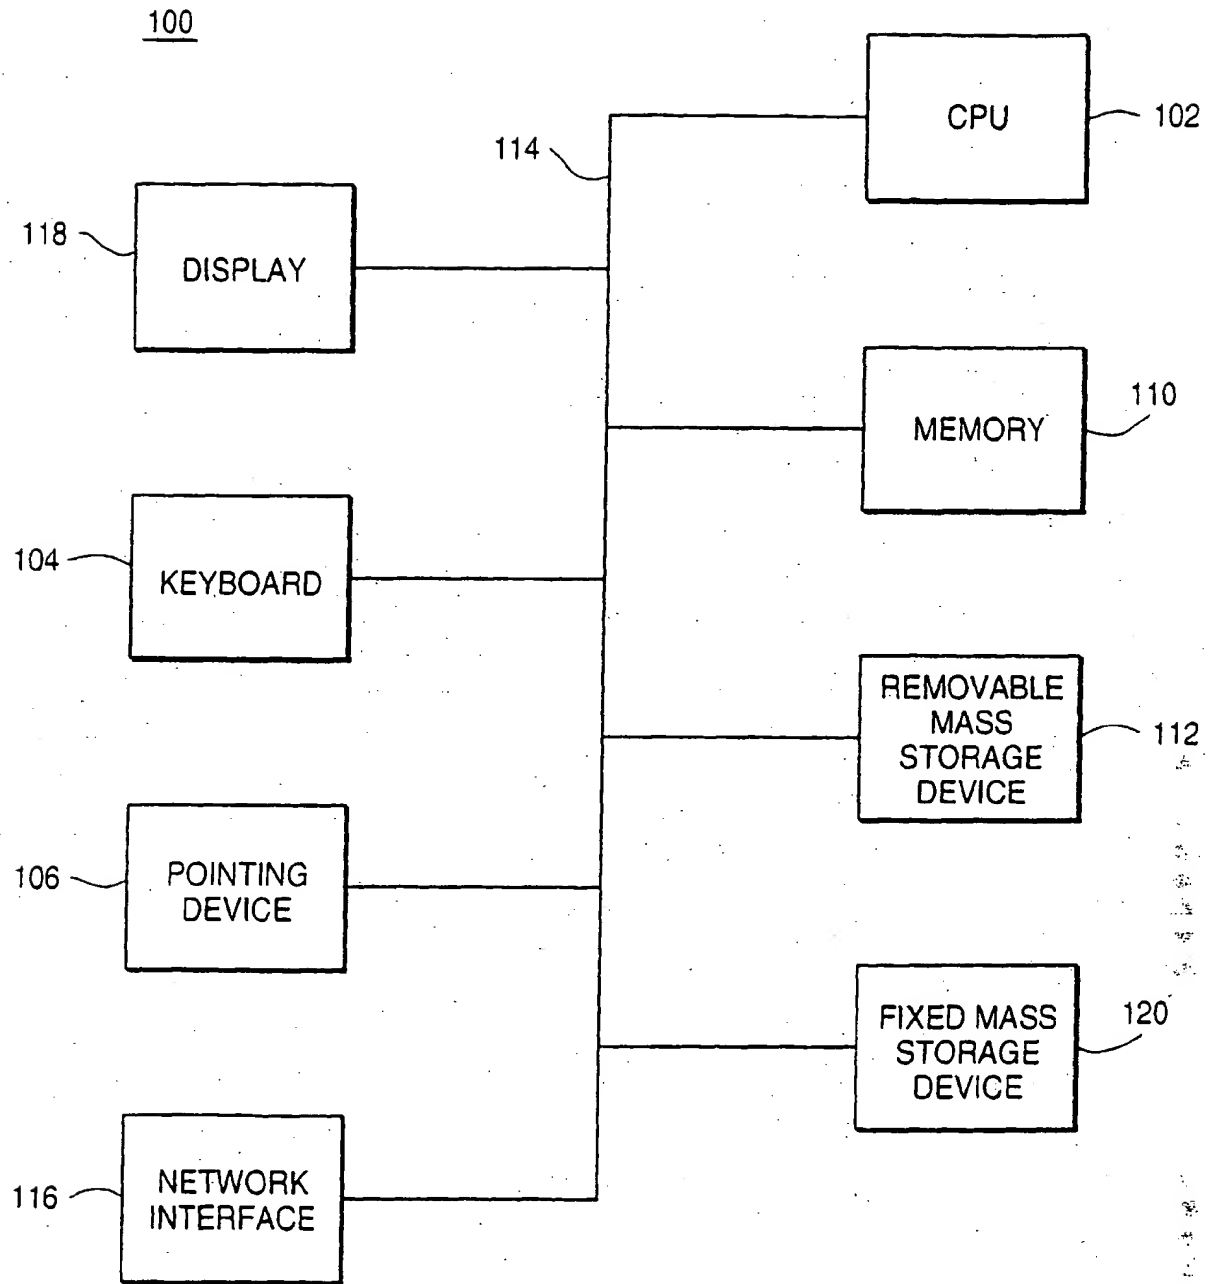 100
CPU
102
114
118
DISPLAY
110
MEMORY
104
KEYBOARD
REMOVABLE
MASS
STORAGE
DEVICE
112
106
POINTING
DEVICE
FIXED MASS
STORAGE
DEVICE
120
116
NETWORK
INTERFACE